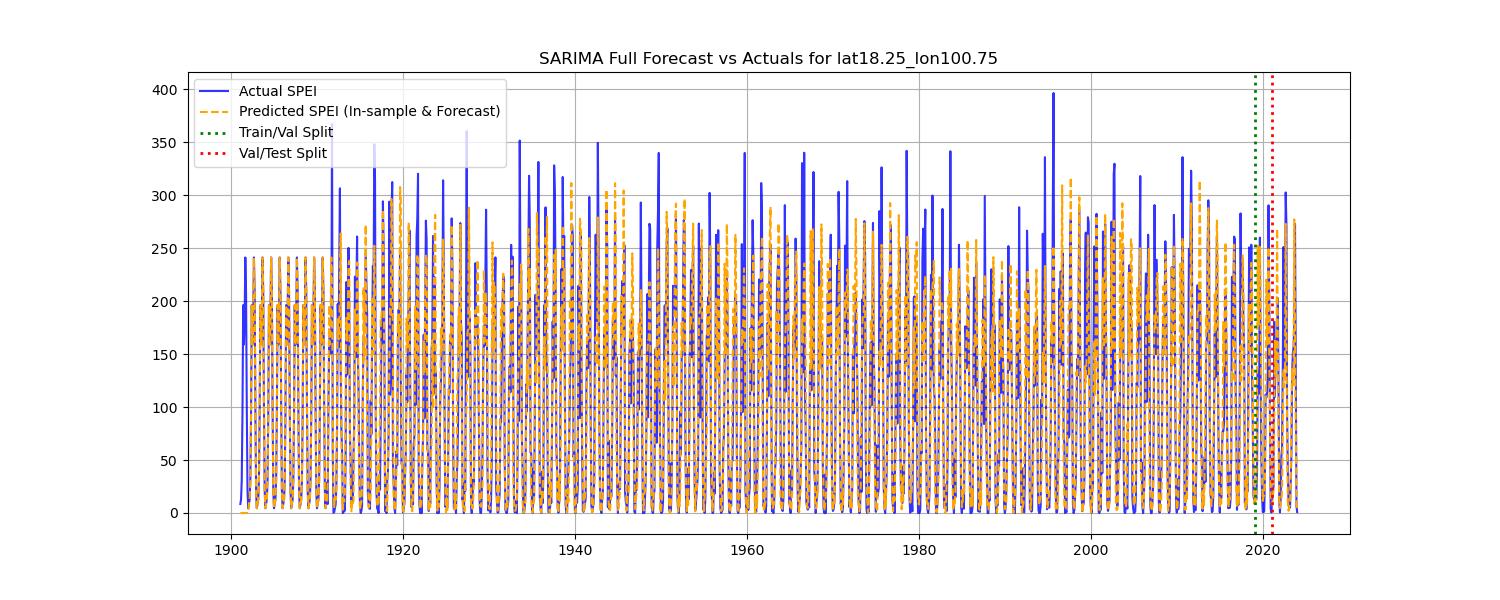 SARIMA Full Forecast vs Actuals for lat18.25_lon100.75
Actual SPEI
Predicted SPEI (In-sample & Forecast)
Train/Val Split
Val/Test Split
400
350
300
250
200
150
100
50
0
1900 1920 1940 1960 1980 2000 2020